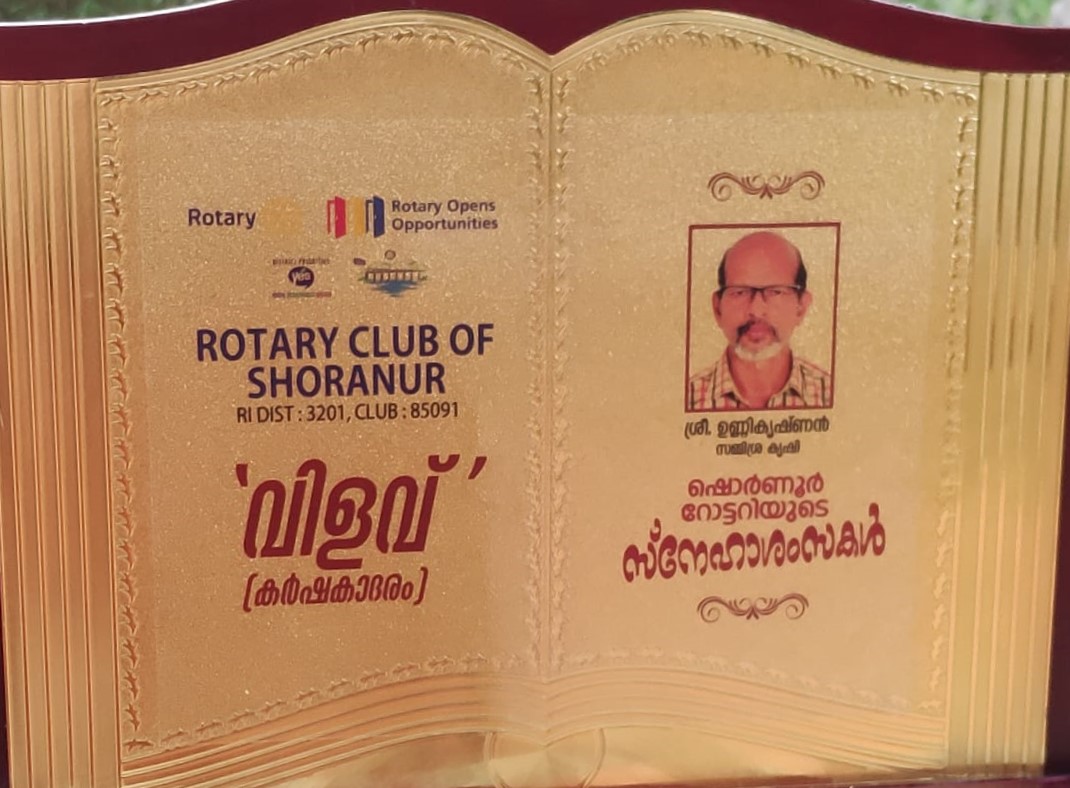 Rotary
Rotary Opens
Opportunities
ROTARY CLUB OF
SHORANUR
RI DIST : 3201, CLUB : 85091
'വിളവ്'
(കർഷകാദരം)
ശ്രീ. ഉണ്ണികൃഷ്ണൻ
സമ്മിശ്ര കൃഷി
ഷൊർണൂർ
റോട്ടറിയുടെ
സ്നേഹാശംസകൾ